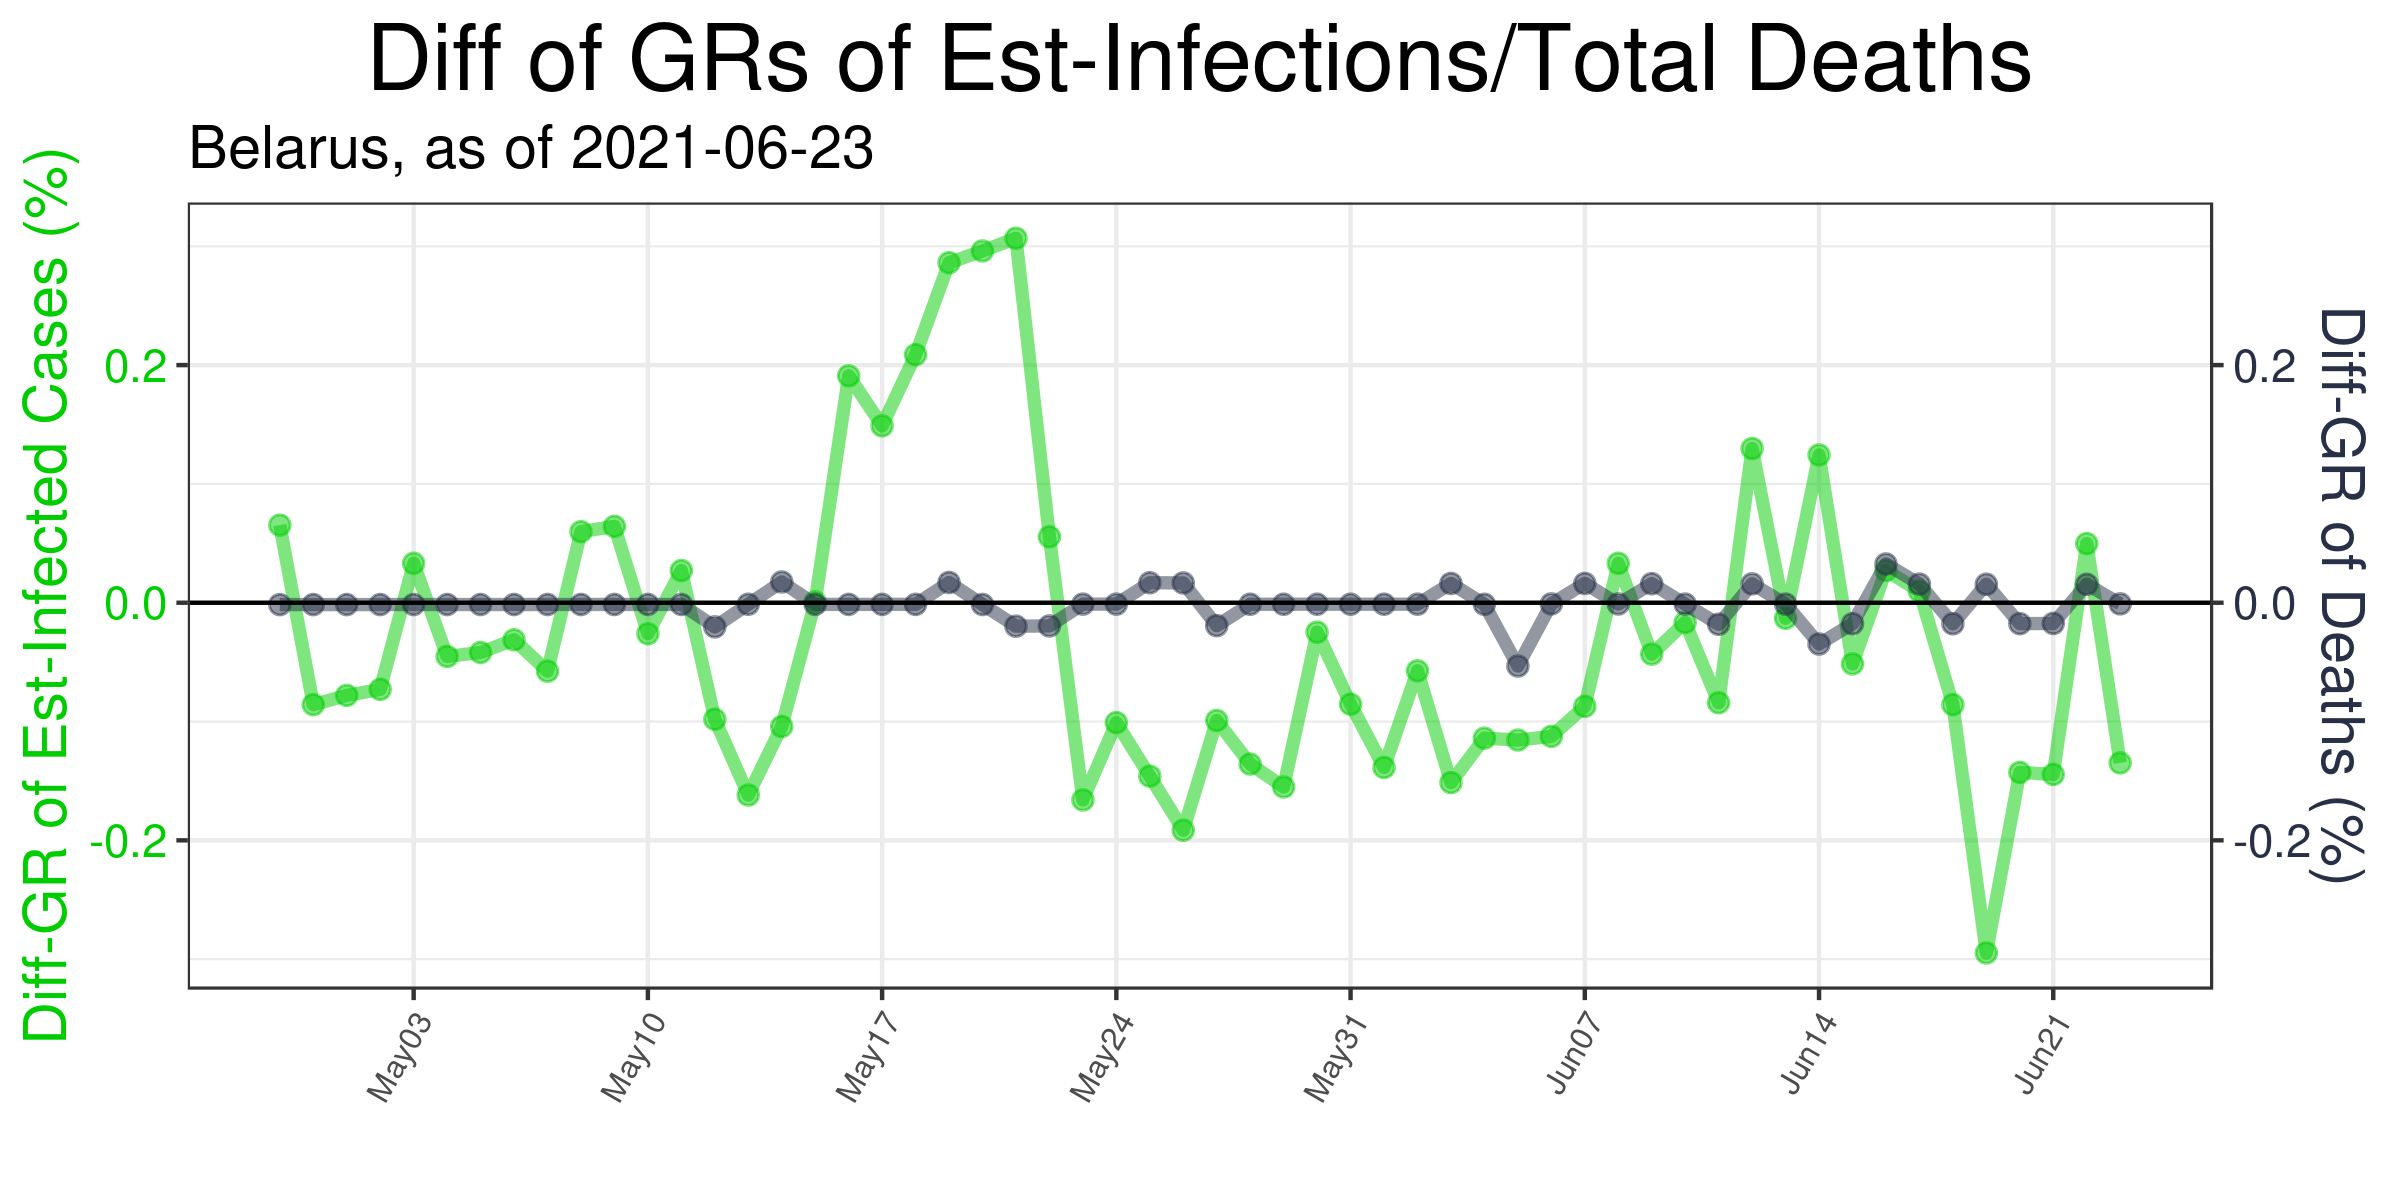 Diff of GRs of Est-Infections/Total Deaths
Belarus, as of 2021-06-23
Diff-GR of Est-Infected Cases (%)
0.2
0.0
-0.2
0.2
0.0
-0.2
Diff-GR of Deaths (%)
May03
May10
May17
May24
May31
Jun07
Jun14
Jun21